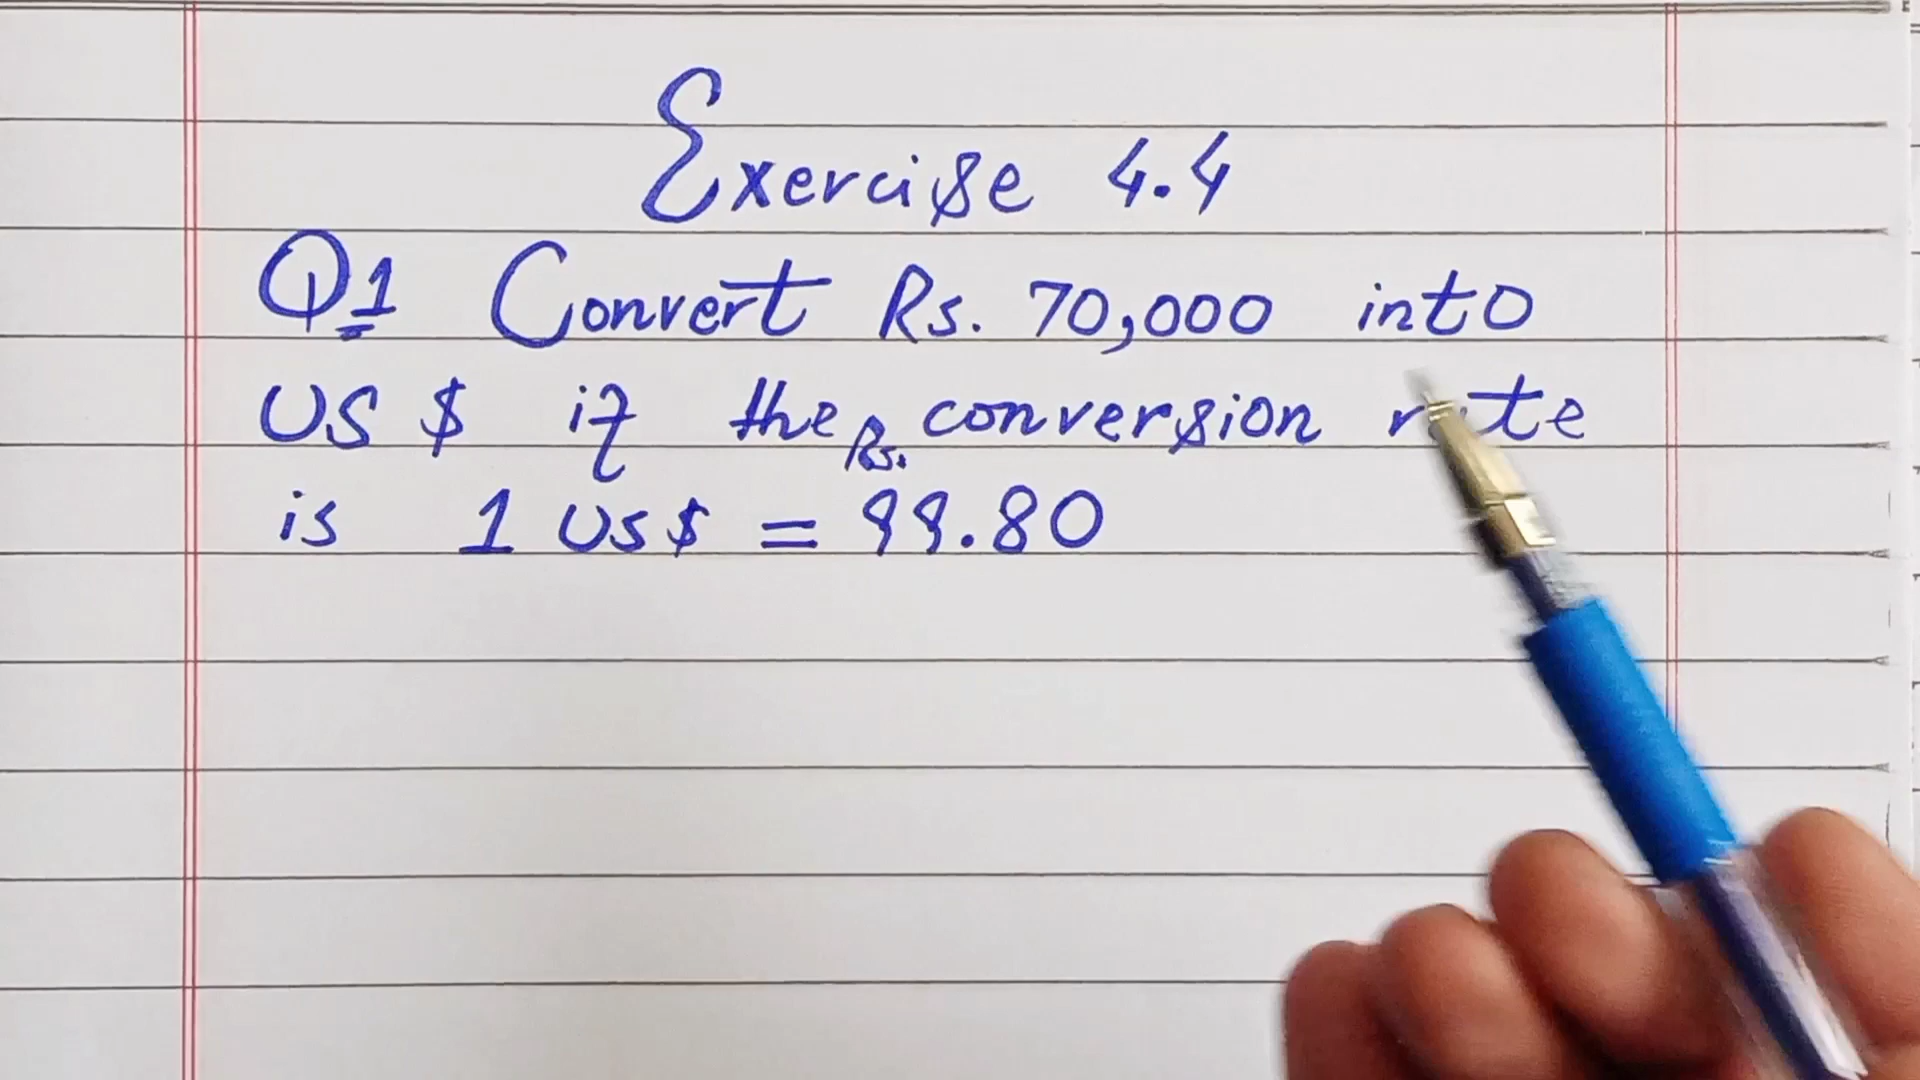 Exercise 4.4
Q1 Convert Rs. 70,000 into
US $ if the conversion rate
is 1 US $ = Rs. 99.80